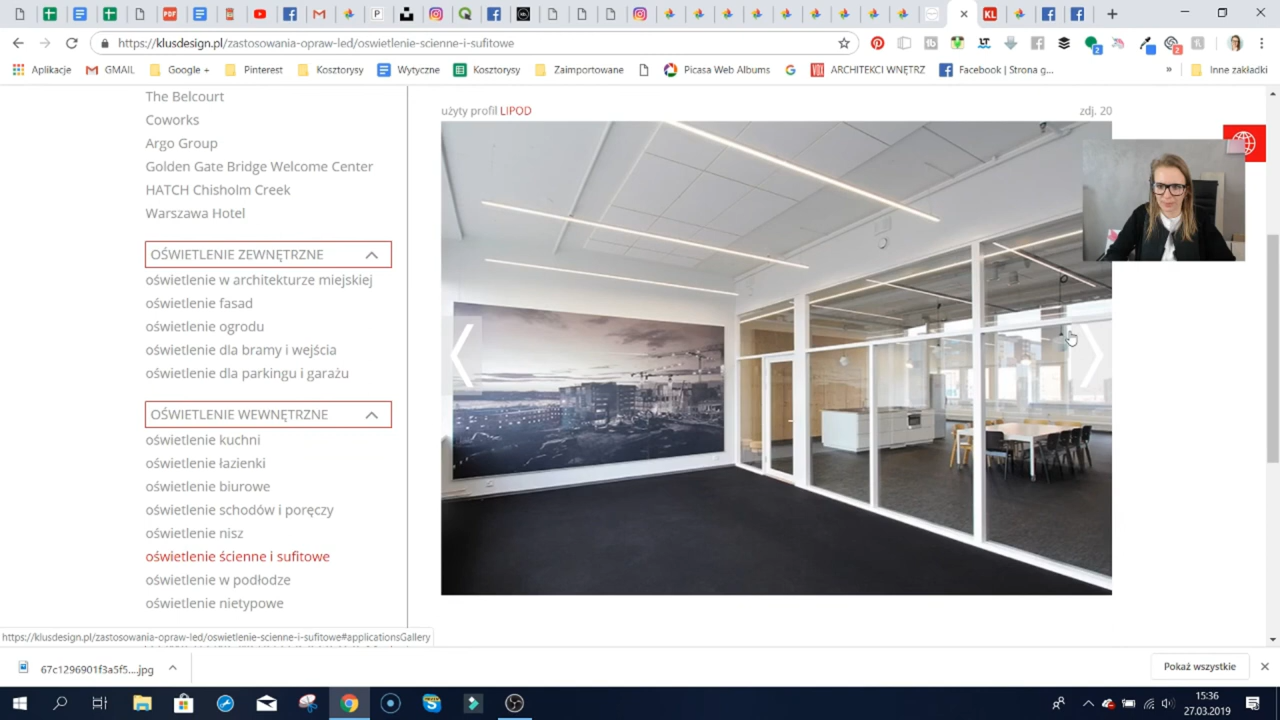 https://klusdesign.pl/zastosowania-opraw-led/oswietlenie-scienne-i-sufitowe
Aplikacje
GMAIL
Google +
Pinterest
Kosztorysy
Wytyczne
Kosztorysy
Zaimportowane
Picasa Web Albums
ARCHITEKCI WNĘTRZ
Facebook | Strona g...
»
Inne zakładki
The Belcourt
Coworks
Argo Group
Golden Gate Bridge Welcome Center
HATCH Chisholm Creek
Warszawa Hotel
OŚWIETLENIE ZEWNĘTRZNE
oświetlenie w architekturze miejskiej
oświetlenie fasad
oświetlenie ogrodu
oświetlenie dla bramy i wejścia
oświetlenie dla parkingu i garażu
OŚWIETLENIE WEWNĘTRZNE
oświetlenie kuchni
oświetlenie łazienki
oświetlenie biurowe
oświetlenie schodów i poręczy
oświetlenie nisz
oświetlenie ścienne i sufitowe
oświetlenie w podłodze
oświetlenie nietypowe
użyty profil LIPOD
zdj. 20
https://klusdesign.pl/zastosowania-opraw-led/oswietlenie-scienne-i-sufitowe#applicationsGallery
67c1296901f3a5f5....jpg
Pokaż wszystkie
15:36
27.03.2019